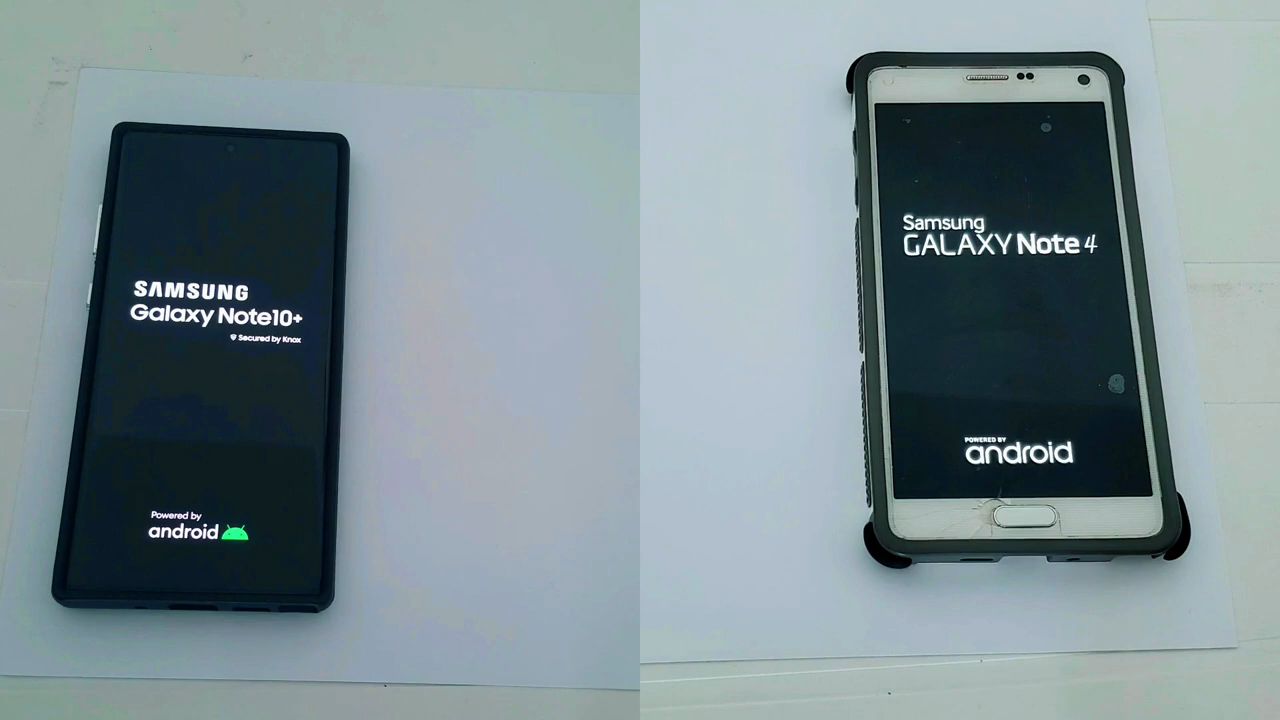 SAMSUNG
Galaxy Note10+
Secured by Knox
Powered by
android
Samsung
GALAXY Note 4
POWERED BY
android